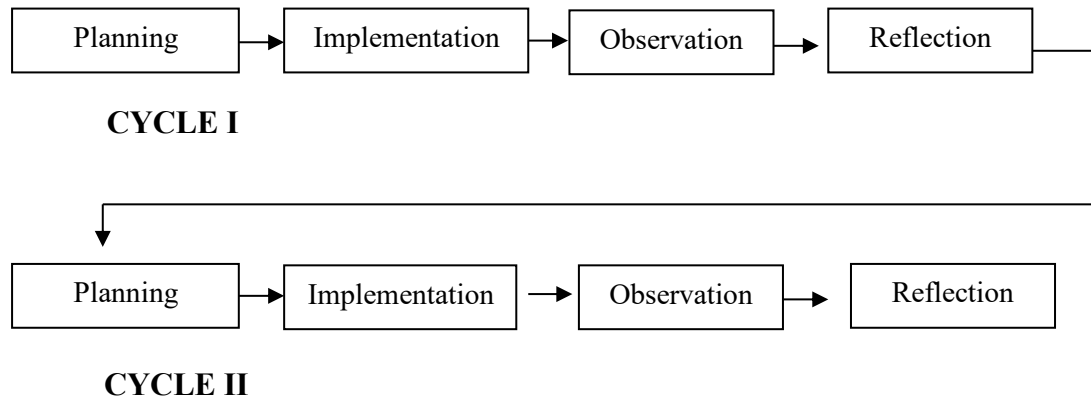 Planning Implementation Observation Reflection
CYCLE I
Planning Implementation Observation Reflection
CYCLE II